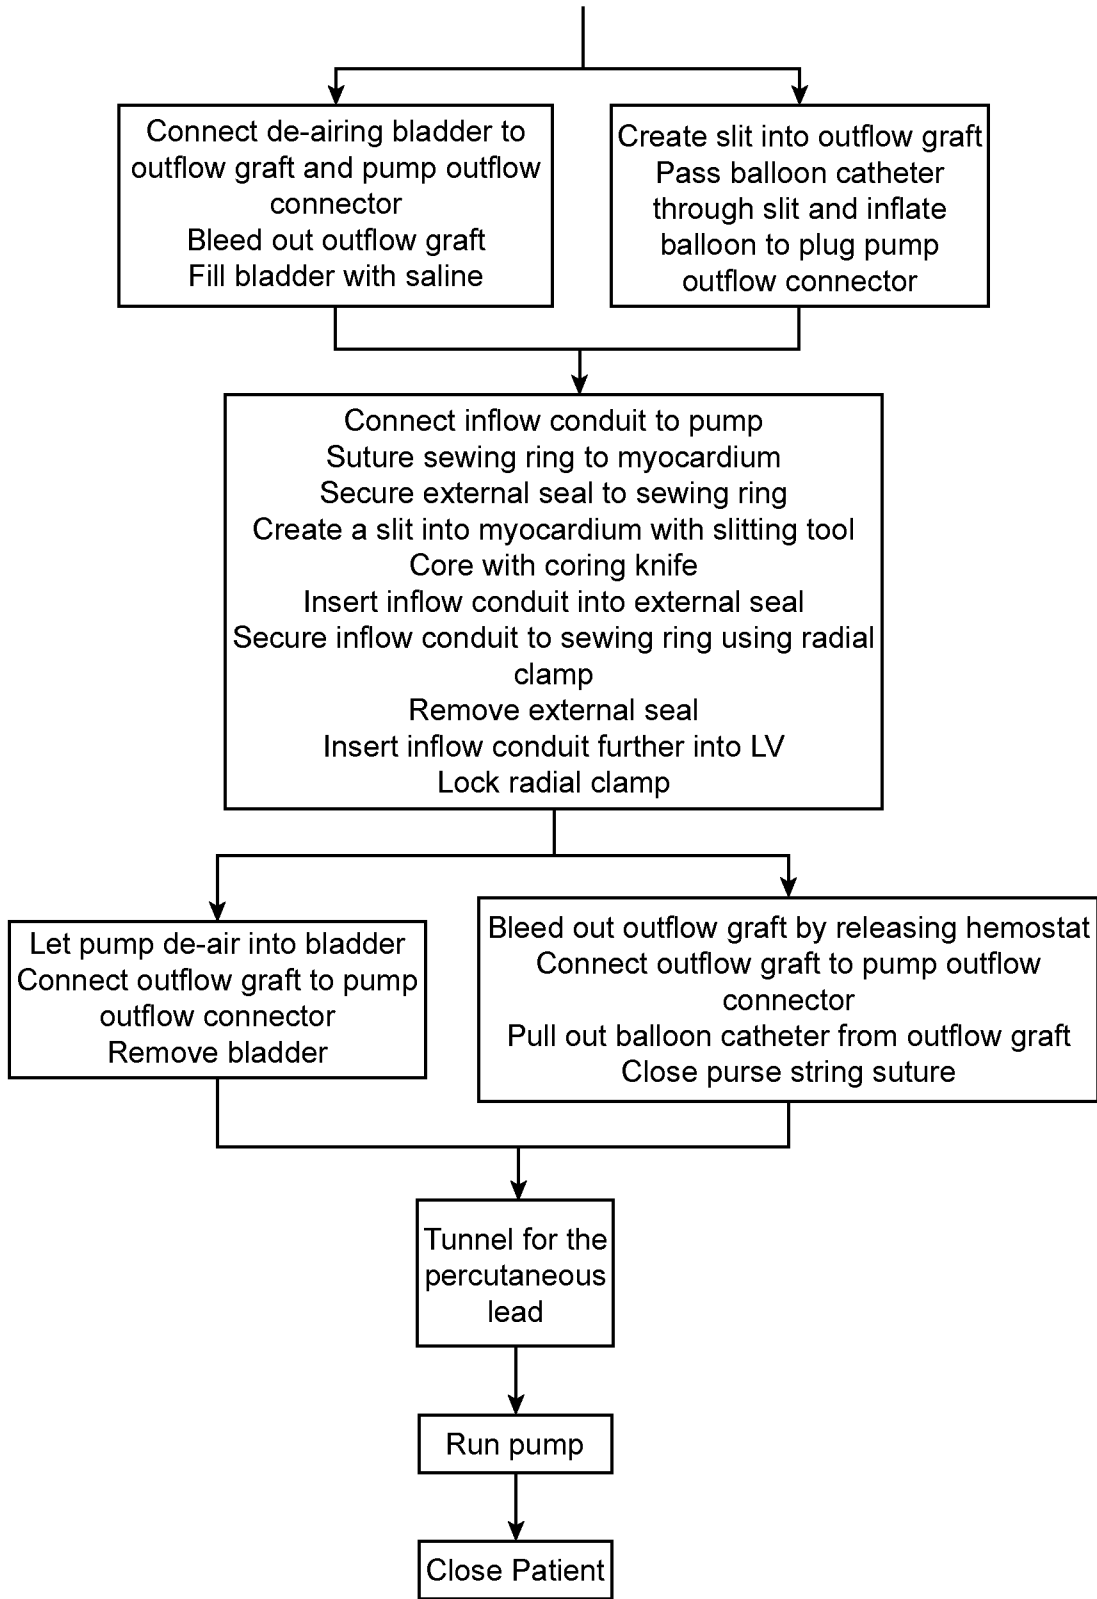 Connect de-airing bladder to
outflow graft and pump outflow
connector
Bleed out outflow graft
Fill bladder with saline
Create slit into outflow graft
Pass balloon catheter
through slit and inflate
balloon to plug pump
outflow connector
Connect inflow conduit to pump
Suture sewing ring to myocardium
Secure external seal to sewing ring
Create a slit into myocardium with slitting tool
Core with coring knife
Insert inflow conduit into external seal
Secure inflow conduit to sewing ring using radial
clamp
Remove external seal
Insert inflow conduit further into LV
Lock radial clamp
Let pump de-air into bladder
Connect outflow graft to pump
outflow connector
Remove bladder
Bleed out outflow graft by releasing hemostat
Connect outflow graft to pump outflow
connector
Pull out balloon catheter from outflow graft
Close purse string suture
Tunnel for the
percutaneous
lead
Run pump
Close Patient